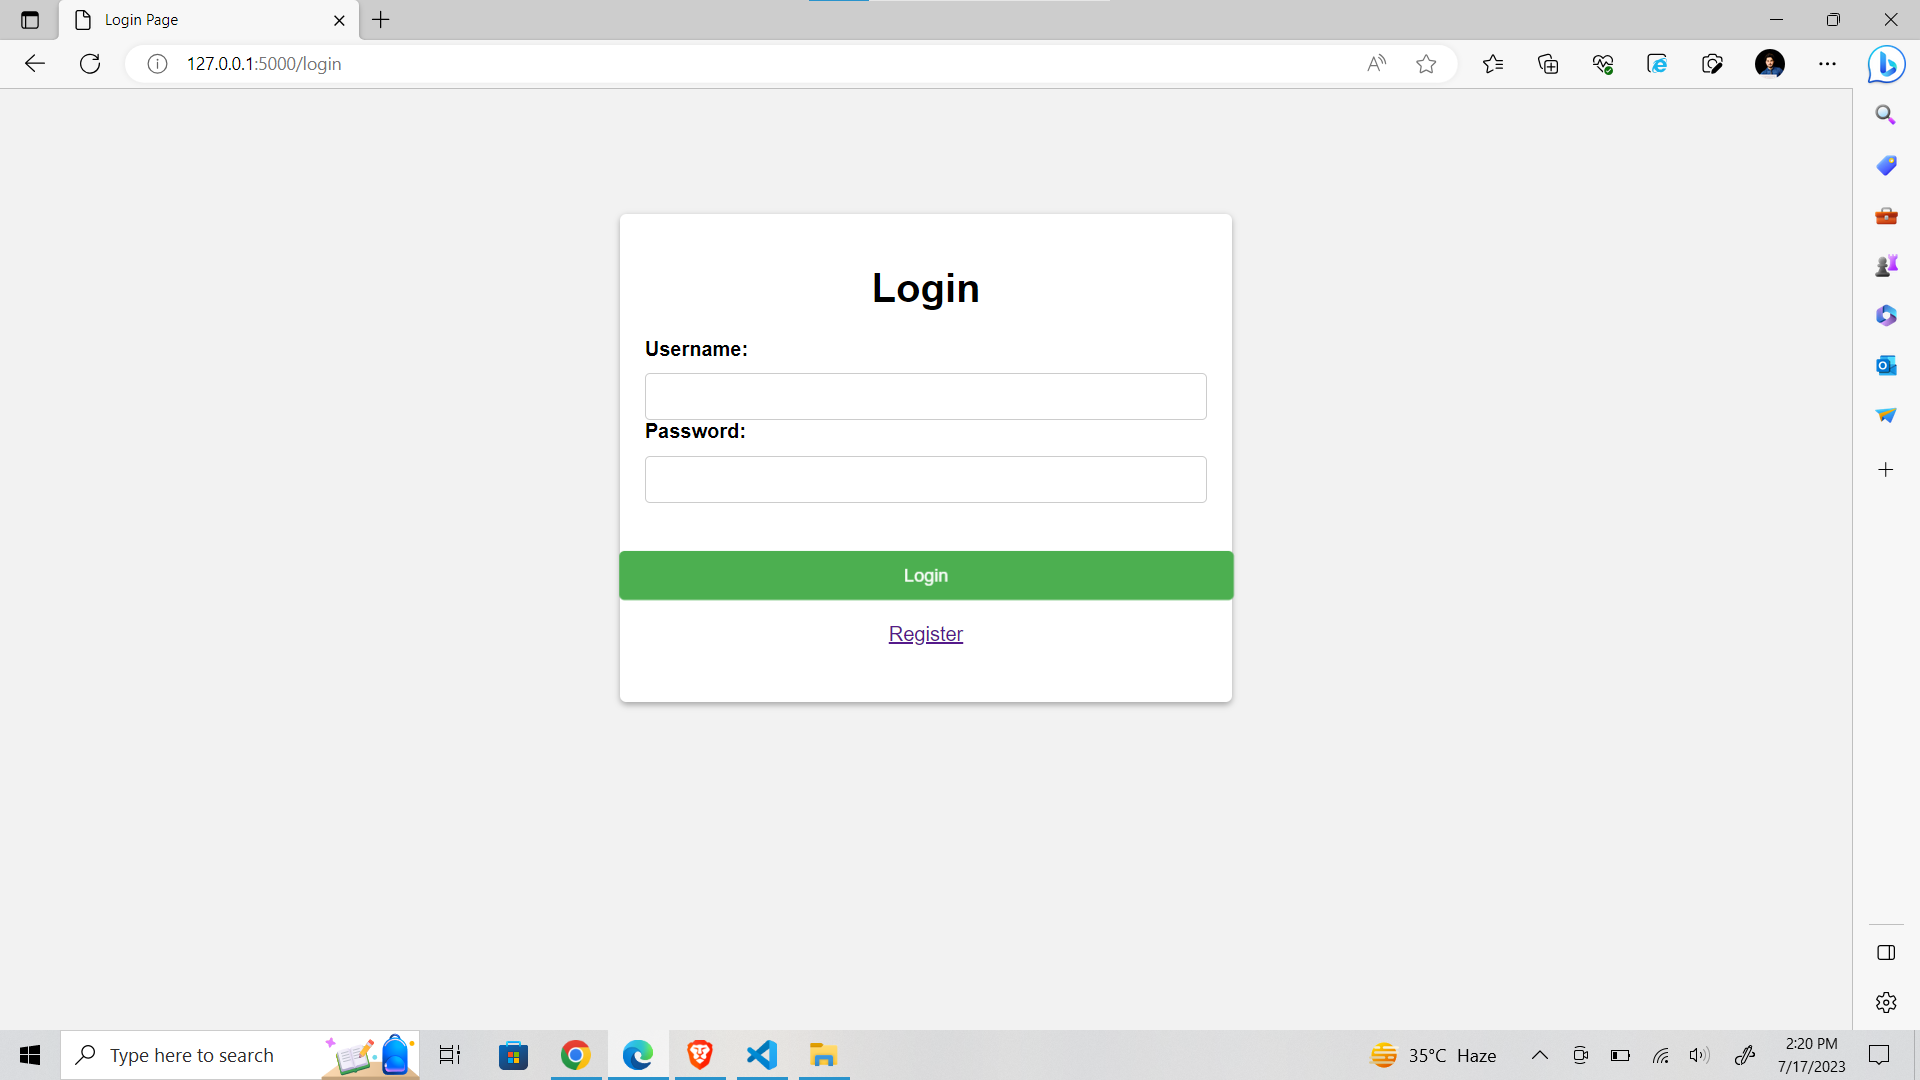 Login Page
127.0.0.1:5000/login
Login
Username:
Password:
Login
Register
Type here to search
35°C Haze
2:20 PM
7/17/2023